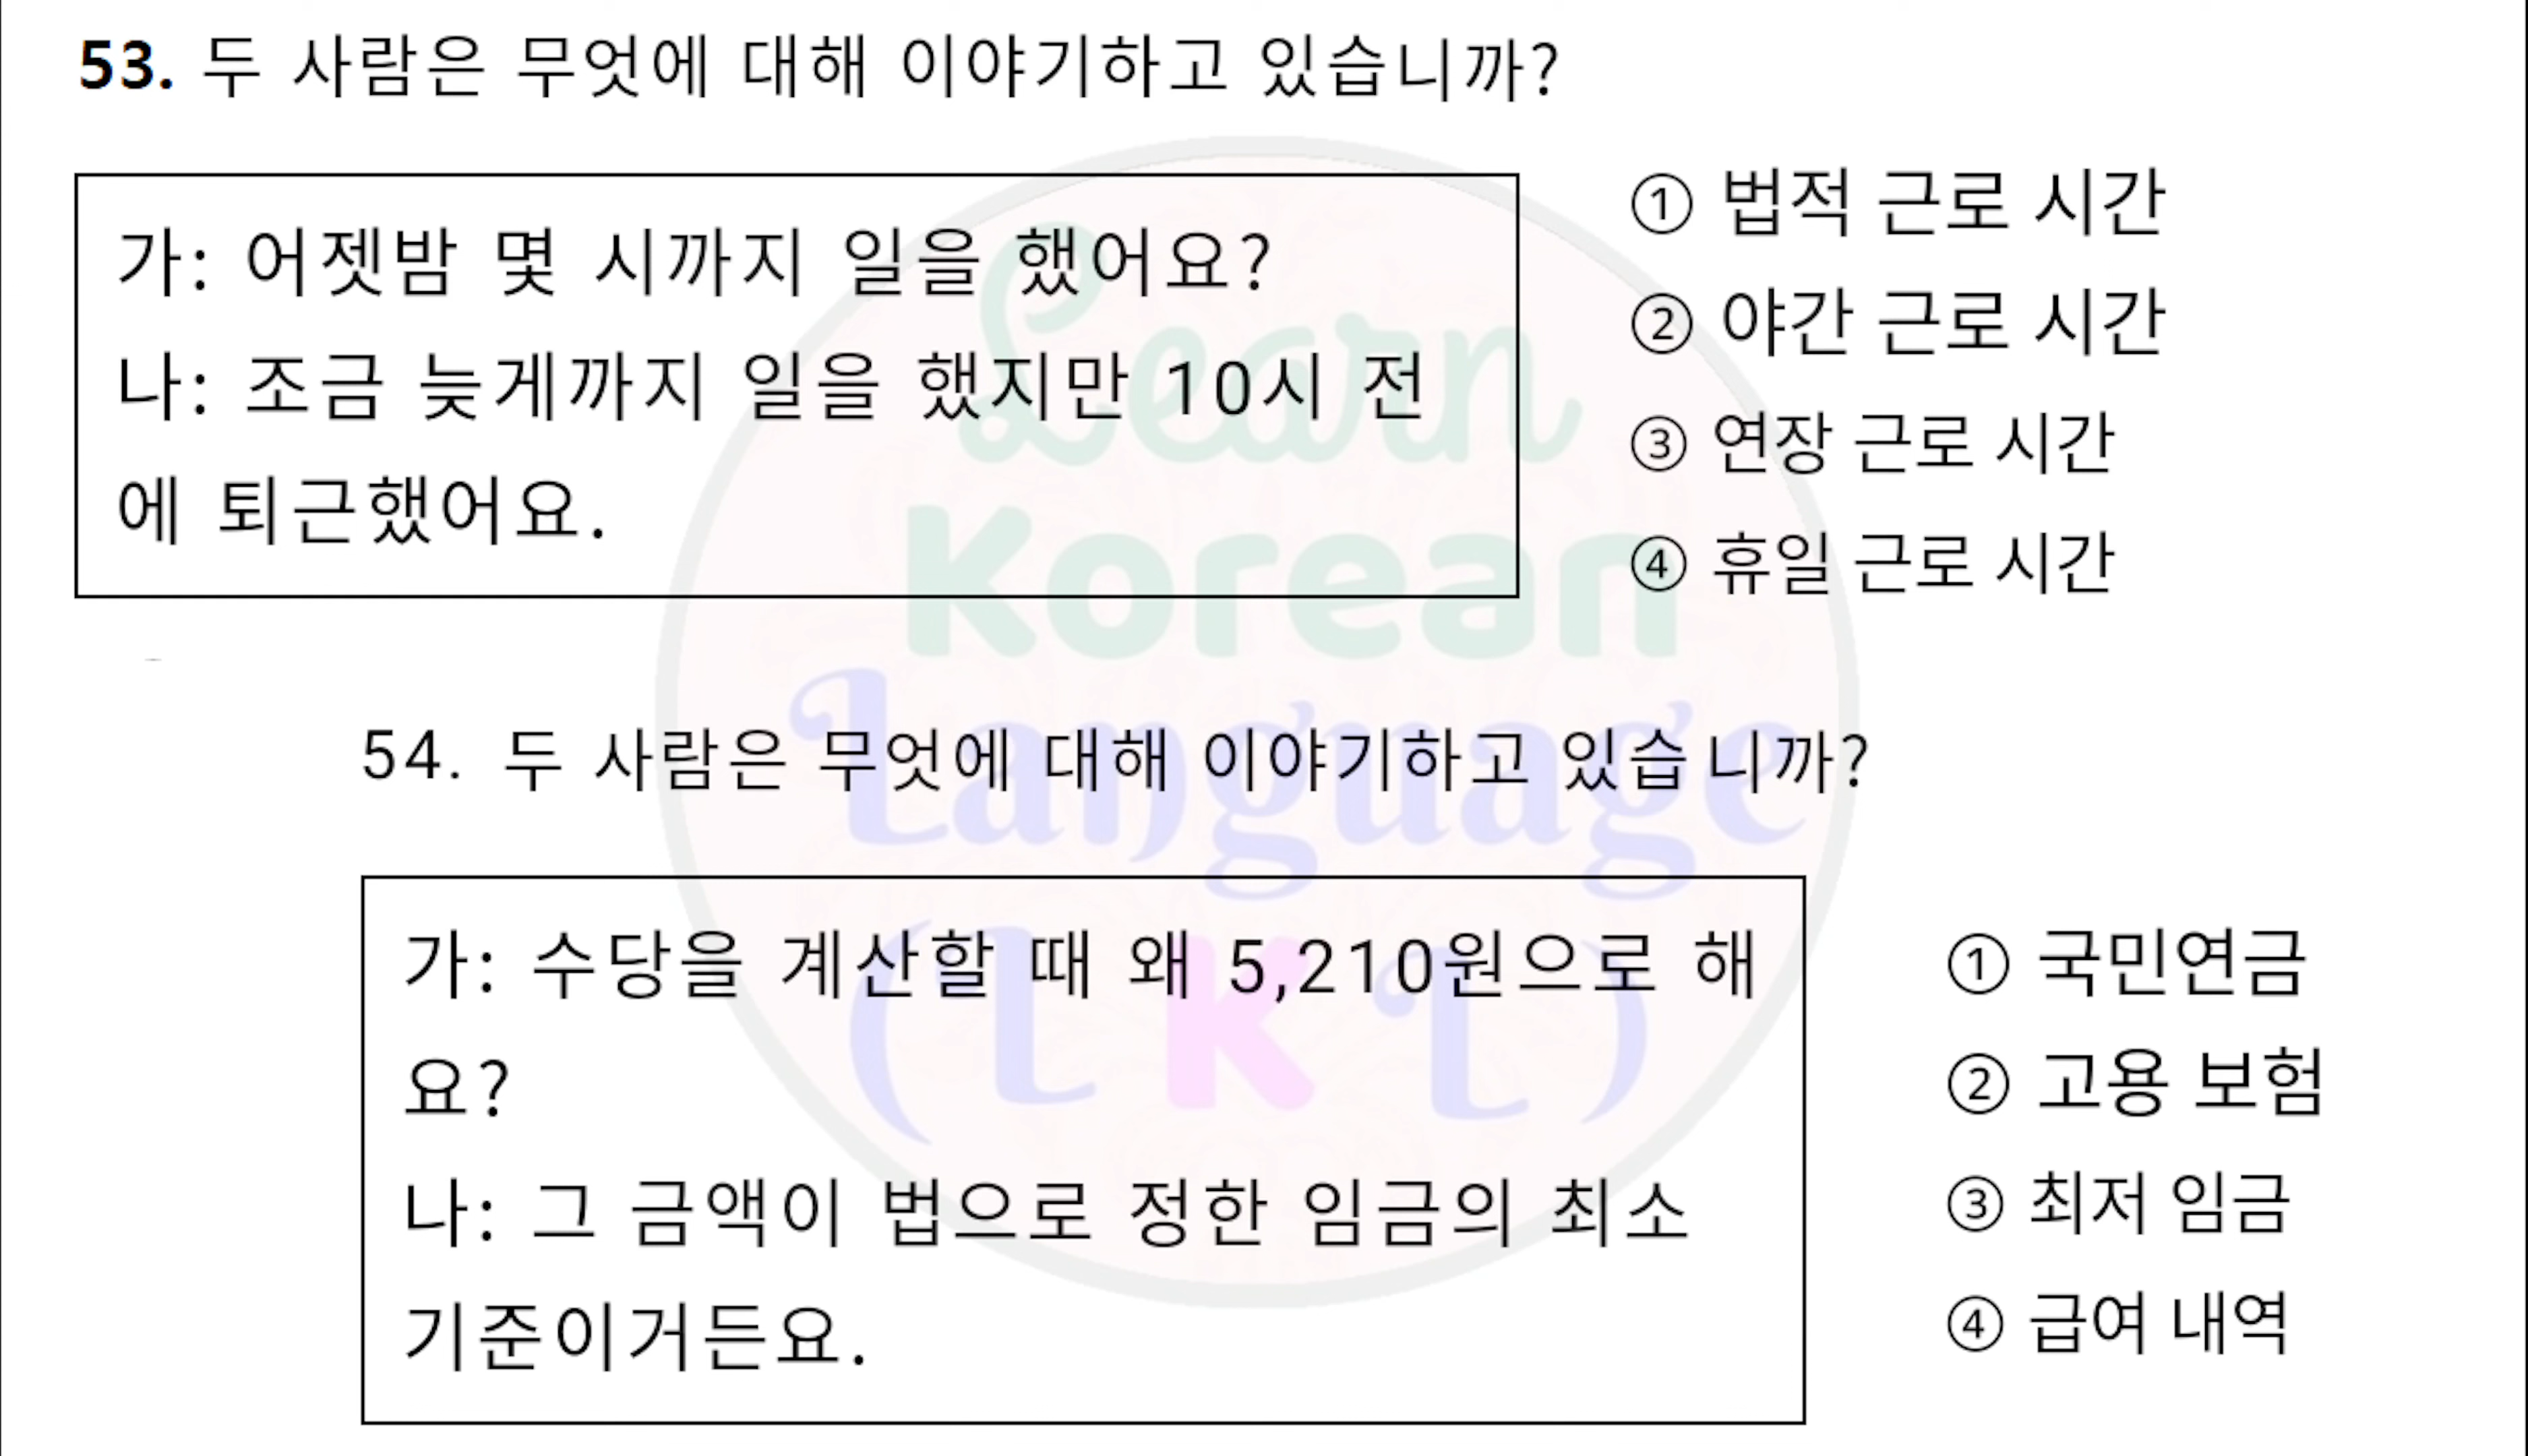 53. 두 사람은 무엇에 대해 이야기하고 있습니까?
가: 어젯밤 몇 시까지 일을 했어요?
나: 조금 늦게까지 일을 했지만 10시 전
에 퇴근했어요.
① 법적 근로 시간
② 야간 근로 시간
③ 연장 근로 시간
④ 휴일 근로 시간
54. 두 사람은 무엇에 대해 이야기하고 있습니까?
가: 수당을 계산할 때 왜 5,210원으로 해
요?
나: 그 금액이 법으로 정한 임금의 최소
기준이거든요.
① 국민연금
② 고용 보험
③ 최저 임금
④ 급여 내역
Learn
Korean
Language
(LKL)